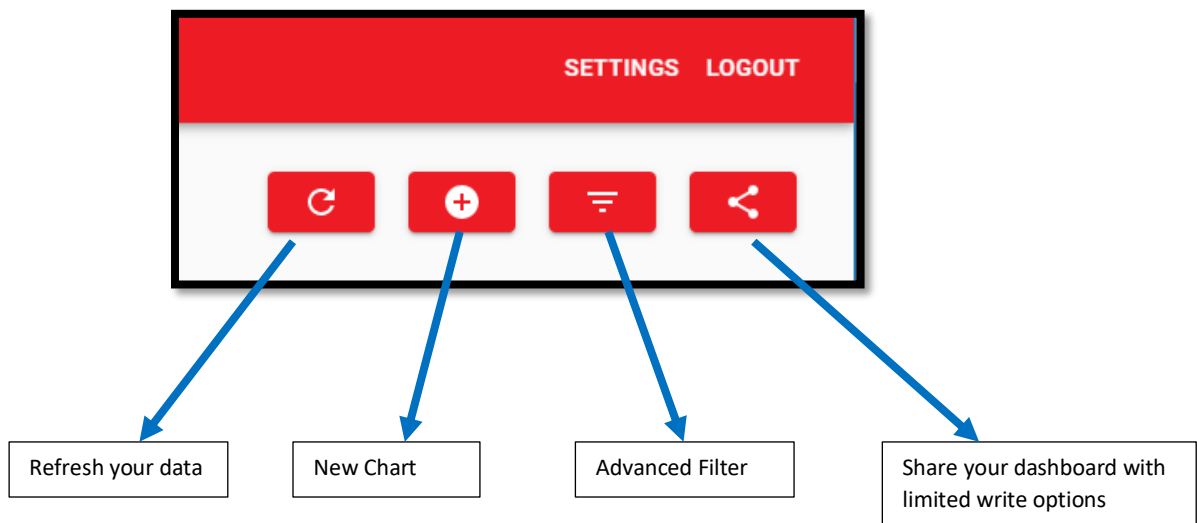 SETTINGS LOGOUT
Refresh your data
New Chart
Advanced Filter
Share your dashboard with
limited write options